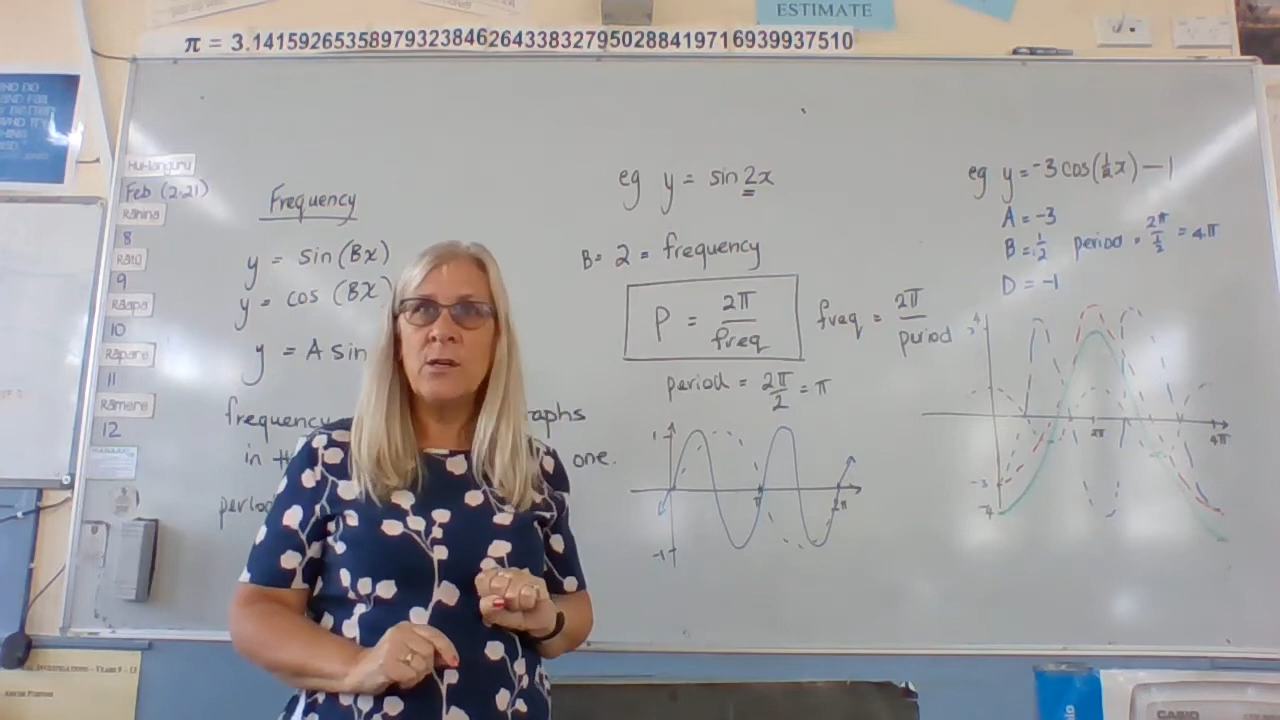 ESTIMATE
π = 3.14159265358979323846264338327950288419716939937510
Hui-tanguru
Feb (2.21)
Rāhina
8
Rātū
9
Rāapa
10
Rāpare
11
Rāmere
12
Frequency
y = sin(Bx)
y = cos (Bx)
y = A sin
frequency
in
one.
eg y = sin 2x
B = 2 = frequency
P = 2π/freq
freq = 2π/period
period = 2π/2 = π
1
-1
π
2π
eg y = -3 cos(½x) - 1
A = -3
B = ½ period = 2π/½ = 4π
D = -1
4
3
-3
-4
2π
4π
CASIO